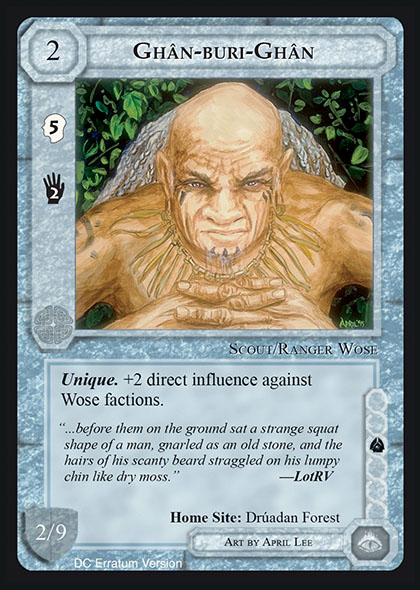 2
GHÂN-BURI-GHÂN
5
2
APRIL '95
SCOUT/RANGER WOSE
Unique. +2 direct influence against
Wose factions.
“...before them on the ground sat a strange squat
shape of a man, gnarled as an old stone, and the
hairs of his scanty beard straggled on his lumpy
chin like dry moss.” —LotRV
Home Site: Drúadan Forest
2/9
ART BY APRIL LEE
DC Erratum Version